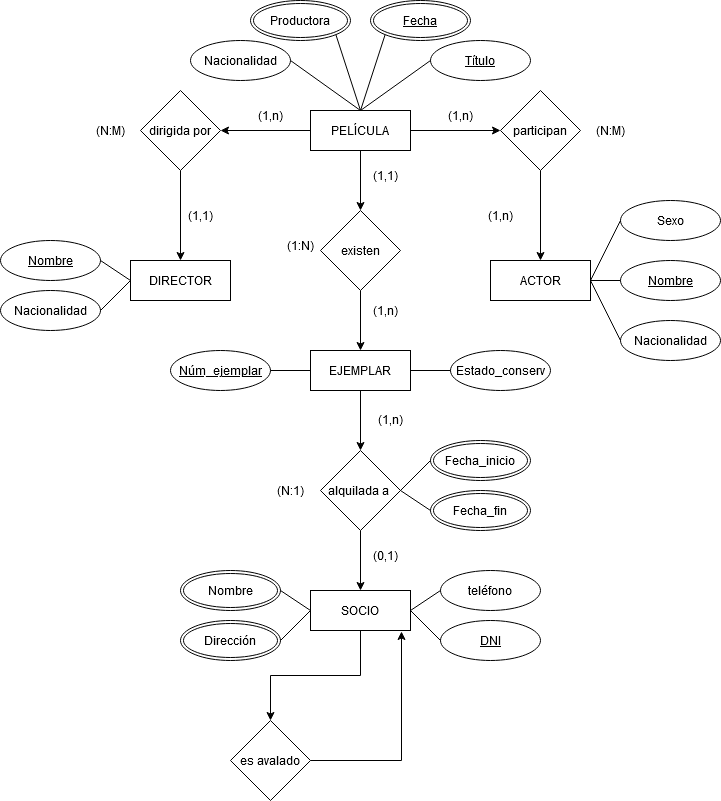 Productora
Fecha
Nacionalidad
Título
(1,n)
(1,n)
(N:M)
dirigida por
PELÍCULA
participan
(N:M)
(1,1)
(1,1)
(1,n)
Sexo
(1:N)
existen
Nombre
DIRECTOR
ACTOR
Nombre
Nacionalidad
(1,n)
Nacionalidad
Núm_ejemplar
EJEMPLAR
Estado_conserv
(1,n)
Fecha_inicio
(N:1)
alquilada a
Fecha_fin
(0,1)
Nombre
teléfono
SOCIO
Dirección
DNI
es avalado